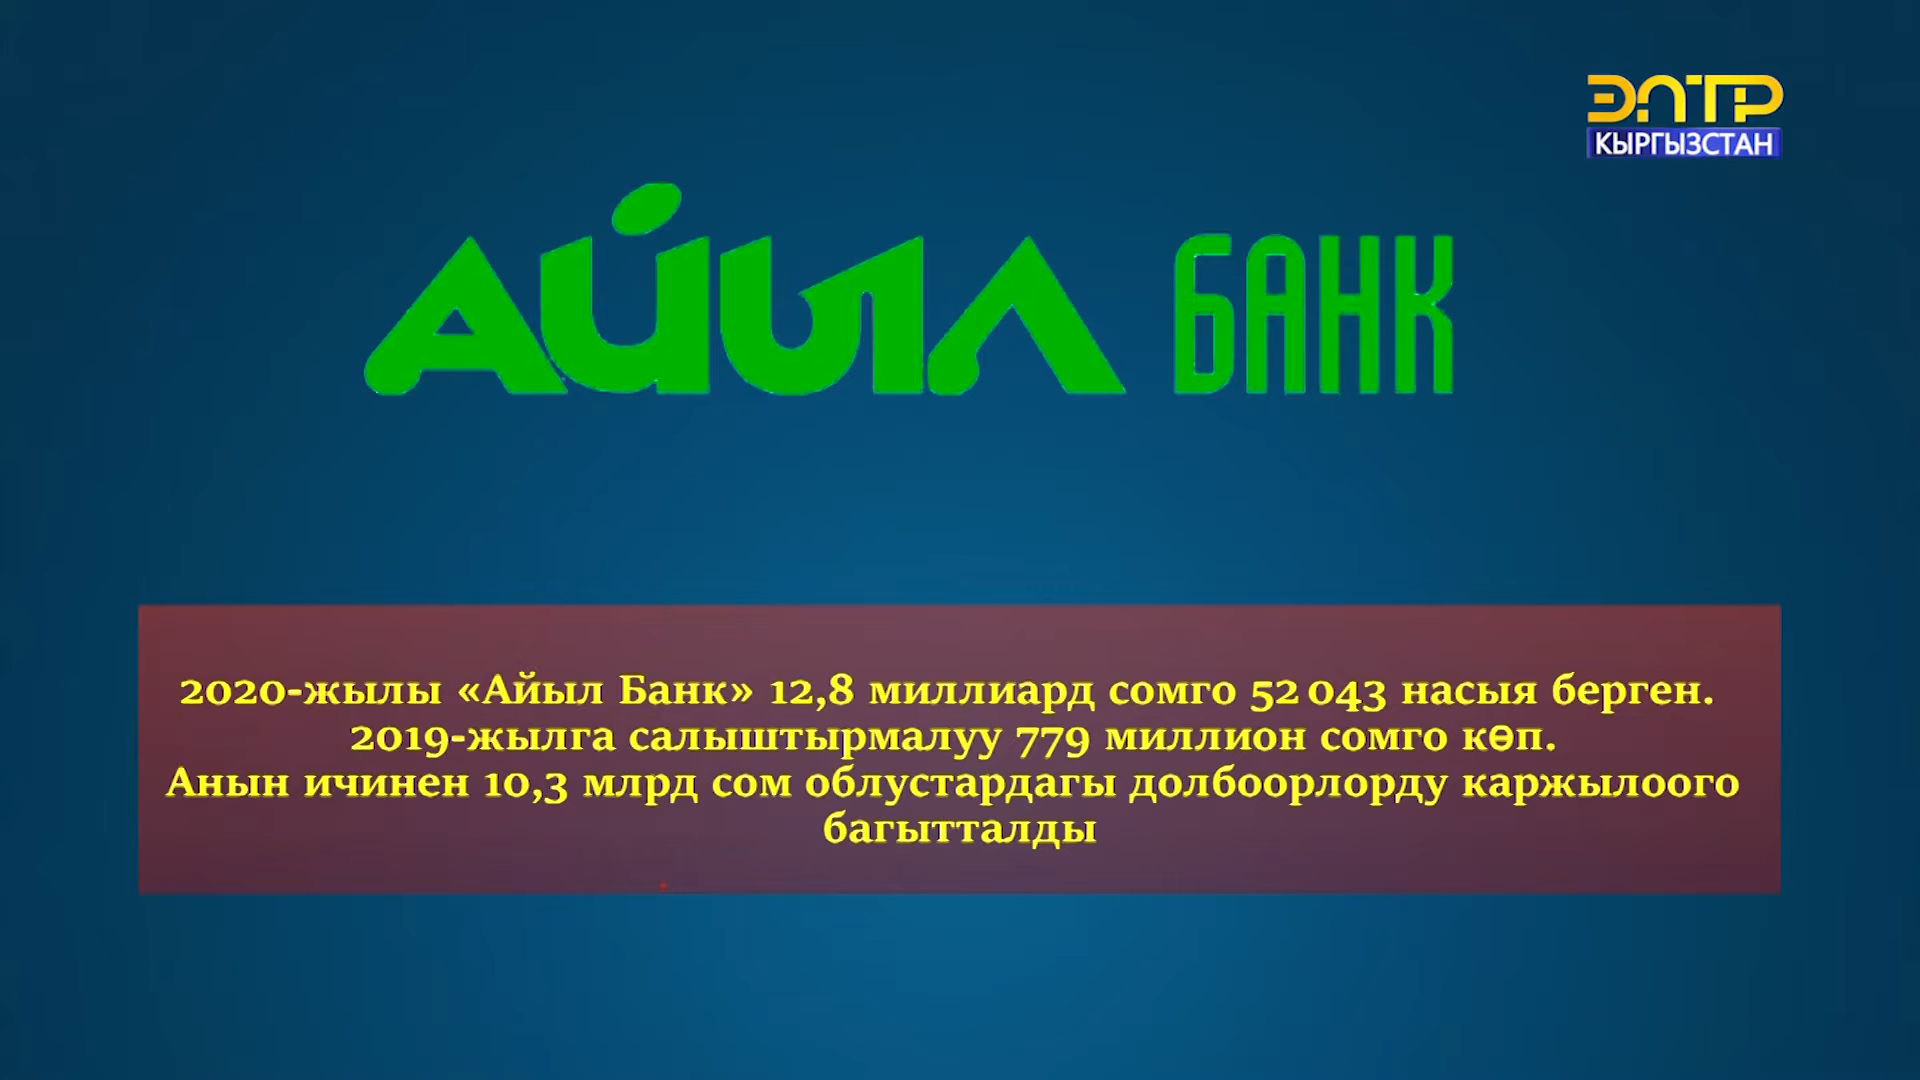 ЭЛТР
КЫРГЫЗСТАН
АЙЫЛ БАНК
2020-жылы «Айыл Банк» 12,8 миллиард сомго 52 043 насыя берген.
2019-жылга салыштырмалуу 779 миллион сомго көп.
Анын ичинен 10,3 млрд сом облустардагы долбоорлорду каржылоого
багытталды